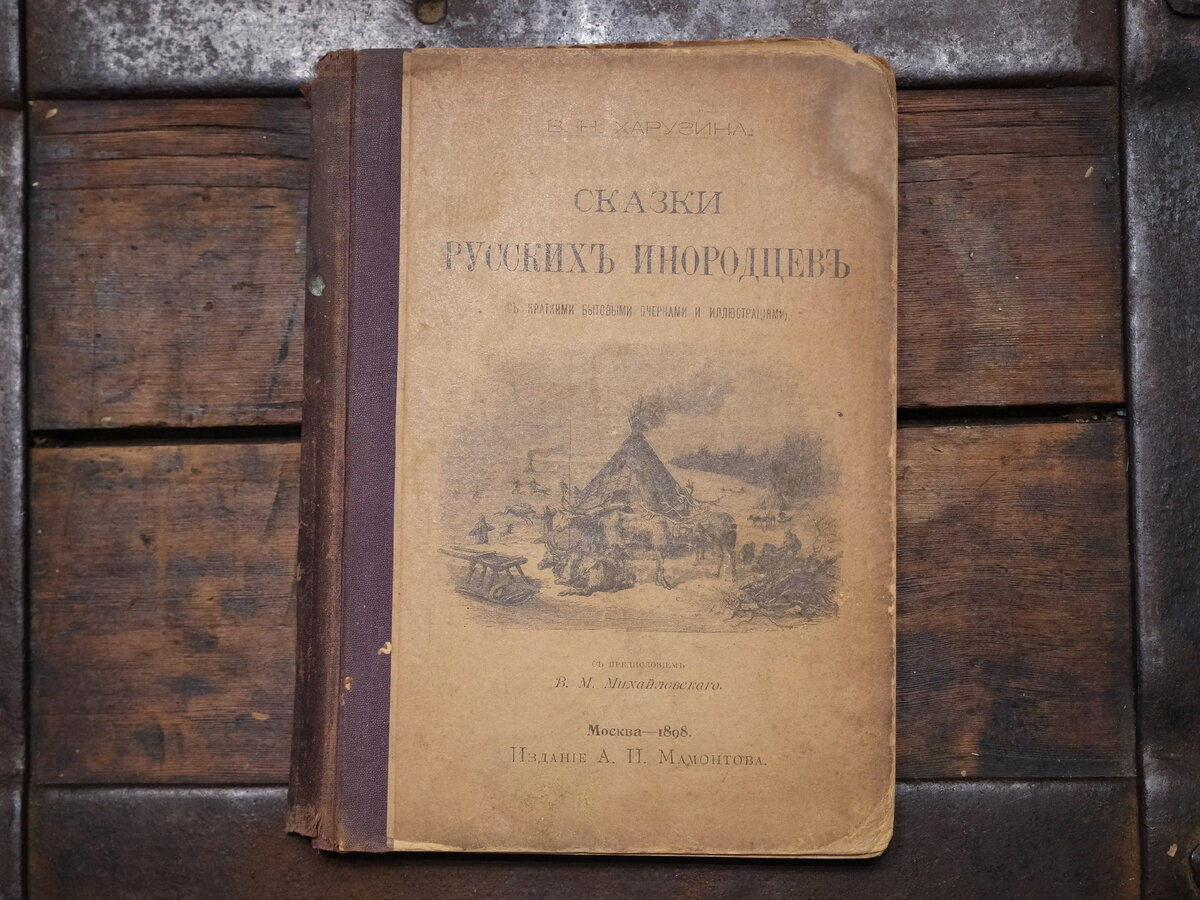 В. Н. ХАРУЗИНА.
СКАЗКИ
РУССКИХЪ ИНОРОДЦЕВЪ
(СЪ КРАТКИМИ БЫТОВЫМИ ОЧЕРКАМИ И ИЛЛЮСТРАЦІЯМИ).
СЪ ПРЕДИСЛОВІЕМЪ
В. М. Михайловскаго.
Москва—1898.
Изданіе А. И. Мамонтова.